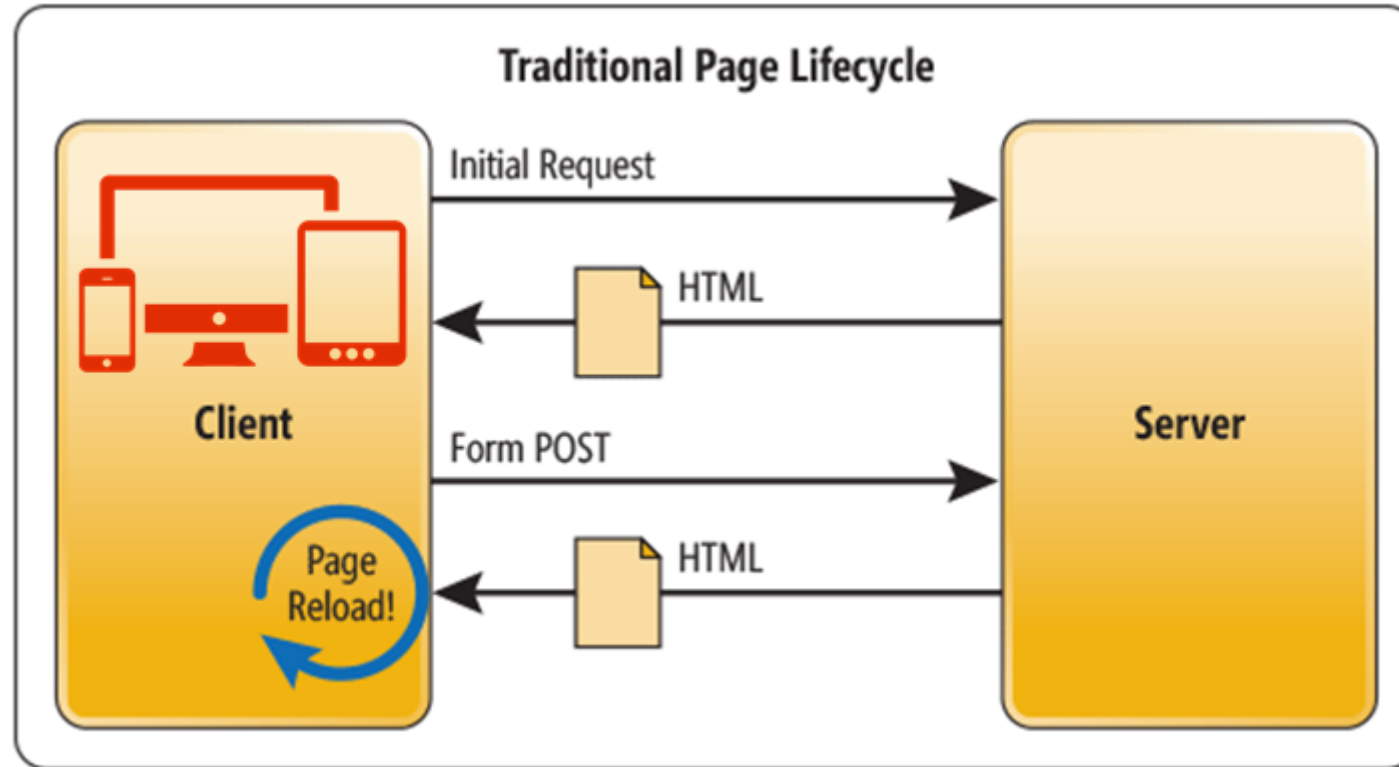 Traditional Page Lifecycle
Initial Request
HTML
Client
Server
Form POST
HTML
Page
Reload!